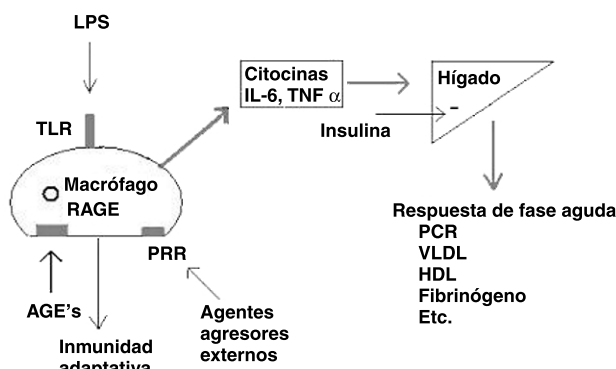 LPS
TLR
Macrófago
RAGE
PRR
AGE's
Inmunidad
adaptativa
Agentes
agresores
externos
Citocinas
IL-6, TNF α
Insulina
Hígado
-
Respuesta de fase aguda
PCR
VLDL
HDL
Fibrinógeno
Etc.